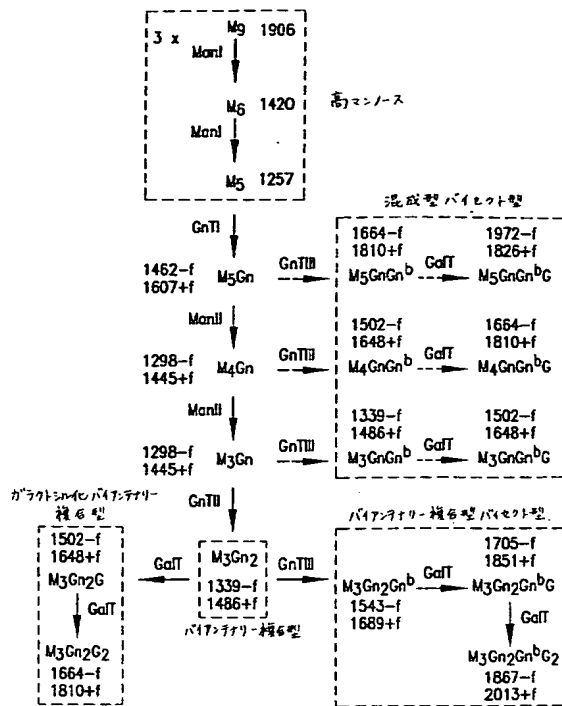 3 x
M9 1906
ManI
M6 1420
ManI
M5 1257
高マンノース
GnTI
混成型 バイセクト型
1462-f
1607+f
M5Gn
GnTIII
1664-f
1810+f
M5GnGnb
GalT
1972-f
1826+f
M5GnGnbG
ManII
1298-f
1445+f
M4Gn
GnTIII
1502-f
1648+f
M4GnGnb
GalT
1664-f
1810+f
M4GnGnbG
ManII
1298-f
1445+f
M3Gn
GnTIII
1339-f
1486+f
M3GnGnb
GalT
1502-f
1648+f
M3GnGnbG
GnTII
ガラクトシル化 バイアンテナリー
複合型
1502-f
1648+f
M3Gn2G
GalT
M3Gn2G2
1664-f
1810+f
GalT
M3Gn2
1339-f
1486+f
バイアンテナリー複合型
GnTIII
バイアンテナリー複合型 バイセクト型
M3Gn2Gnb
1543-f
1689+f
GalT
1705-f
1851+f
M3Gn2GnbG
GalT
M3Gn2GnbG2
1867-f
2013+f